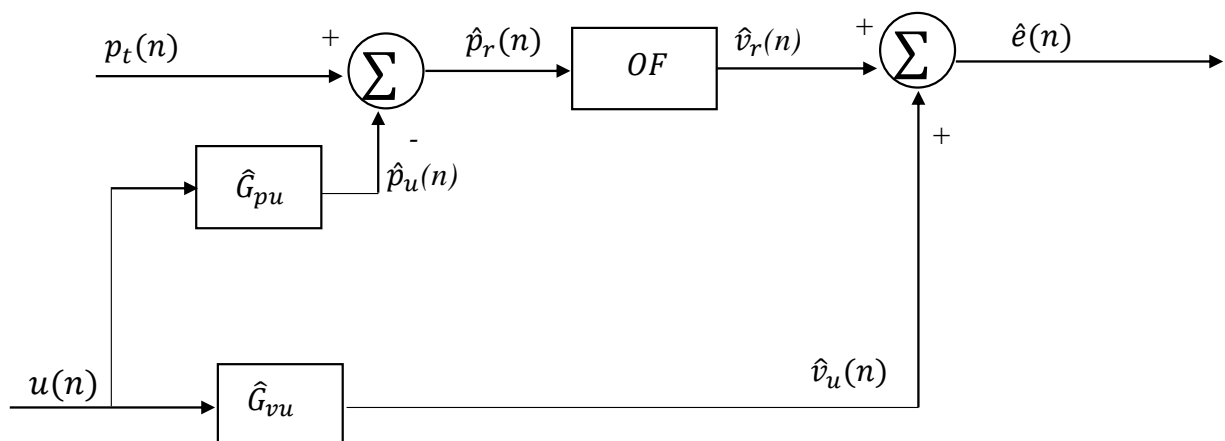 p_t(n)
+
∑
p̂_r(n)
OF
v̂_r(n)
+
∑
ê(n)
-
+
Ĝ_pu
p̂_u(n)
u(n)
Ĝ_vu
v̂_u(n)